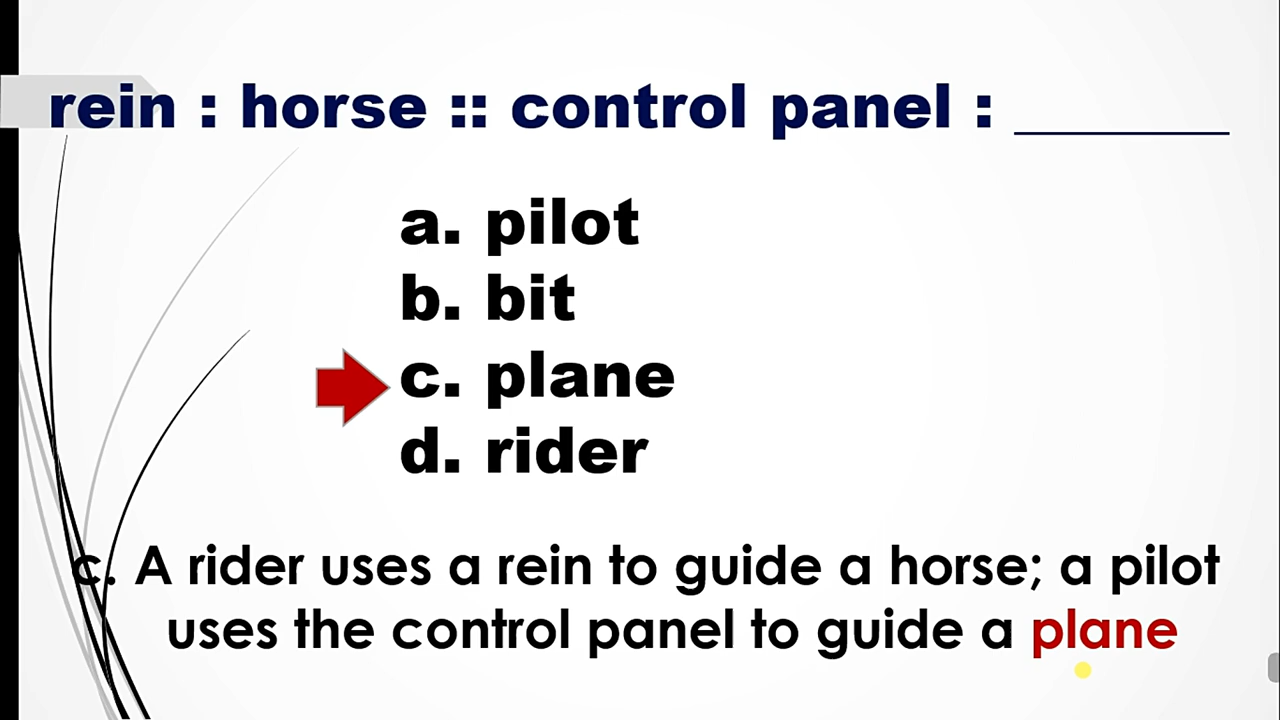 rein : horse :: control panel : ________
a. pilot
b. bit
c. plane
d. rider
c. A rider uses a rein to guide a horse; a pilot
uses the control panel to guide a plane